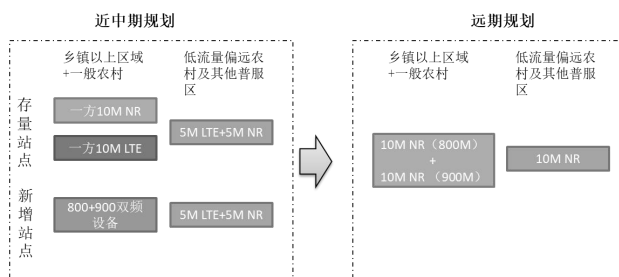 近中期规划
远期规划
乡镇以上区域
+一般农村
低流量偏远农
村及其他普服
区
存量站点
一方10M NR
一方10M LTE
5M LTE+5M NR
新增站点
800+900双频
设备
5M LTE+5M NR
乡镇以上区域
+一般农村
低流量偏远农
村及其他普服
区
10M NR（800M）
+
10M NR （900M）
10M NR